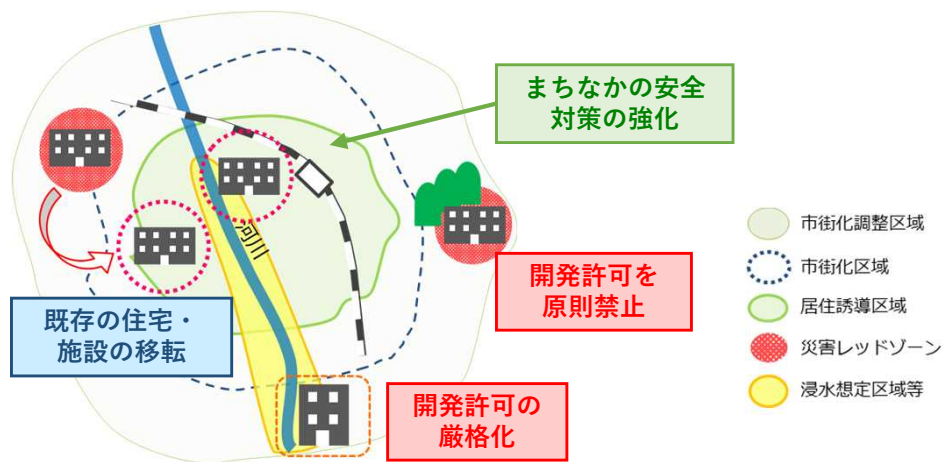 まちなかの安全
対策の強化
河川
開発許可を
原則禁止
既存の住宅・
施設の移転
開発許可の
厳格化
市街化調整区域
市街化区域
居住誘導区域
災害レッドゾーン
浸水想定区域等